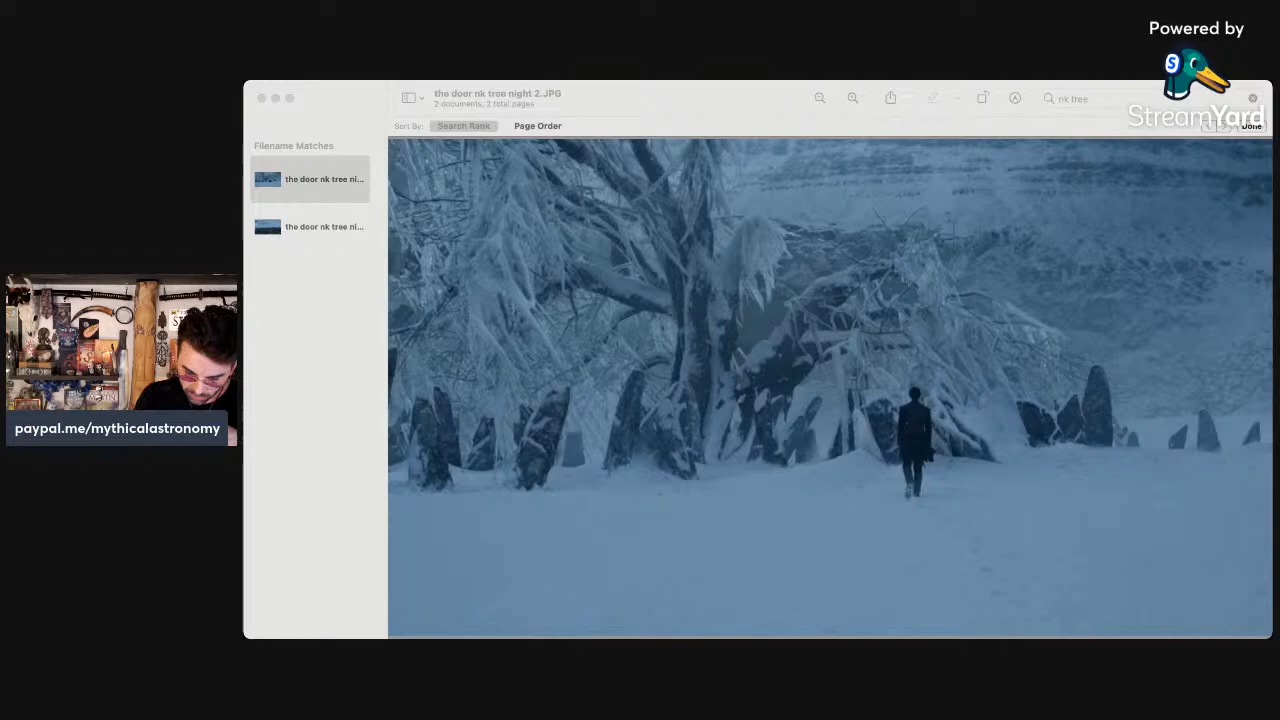 Powered by
StreamYard
the door nk tree night 2.JPG
2 documents, 2 total pages
nk tree
Sort By:
Search Rank
Page Order
Done
Filename Matches
the door nk tree ni...
the door nk tree ni...
paypal.me/mythicalastronomy